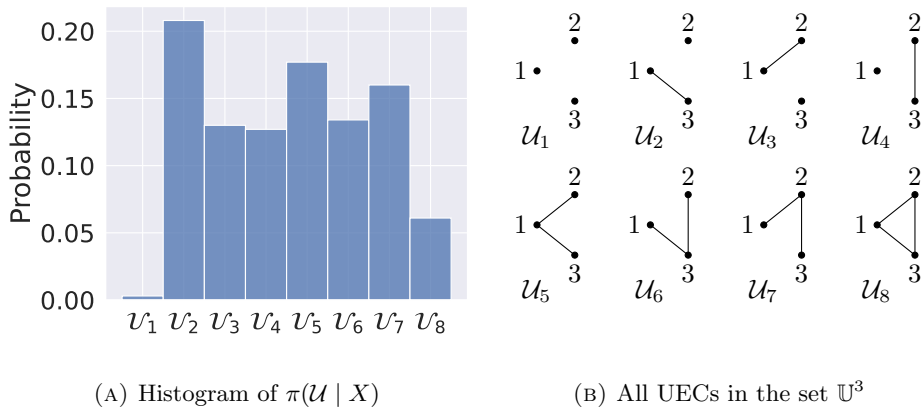 0.20
0.15
0.10
0.05
0.00
Probability
𝒰₁ 𝒰₂ 𝒰₃ 𝒰₄ 𝒰₅ 𝒰₆ 𝒰₇ 𝒰₈
(A) Histogram of π(𝒰 | X)
2 2 2 2
1 1 1 1
3 3 3 3
𝒰₁ 𝒰₂ 𝒰₃ 𝒰₄
2 2 2 2
1 1 1 1
3 3 3 3
𝒰₅ 𝒰₆ 𝒰₇ 𝒰₈
(B) All UECs in the set 𝕌³